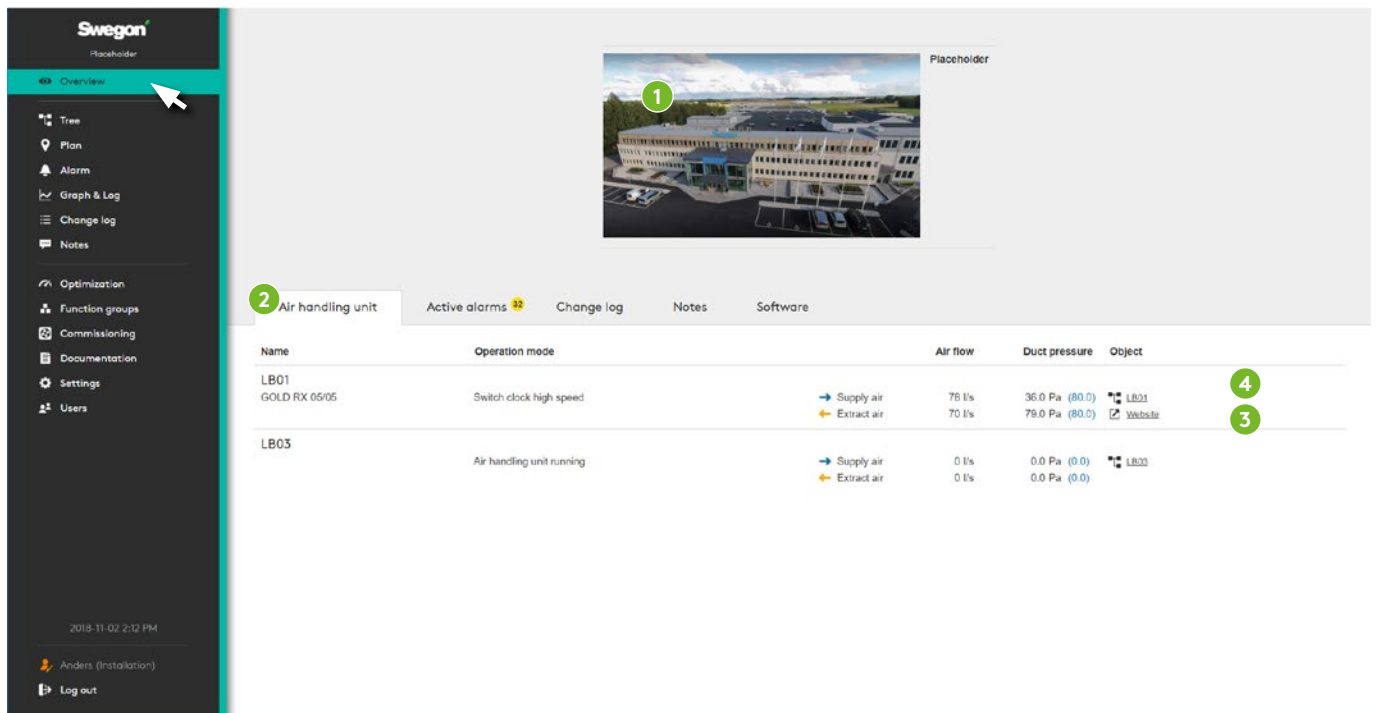 Swegon
Placeholder
Overview
Tree
Plan
Alarm
Graph & Log
Change log
Notes
Optimization
Function groups
Commissioning
Documentation
Settings
Users
2018-11-02 2:12 PM
Anders (Installation)
Log out
Placeholder
1
Swegon
2 Air handling unit Active alarms 32 Change log Notes Software
Name Operation mode Air flow Duct pressure Object
LB01 4
GOLD RX 05/05 Switch clock high speed Supply air 76 l/s 36.0 Pa (80.0) LB01
Extract air 70 l/s 79.0 Pa (80.0) Website 3
LB03
Air handling unit running Supply air 0 l/s 0.0 Pa (0.0) LB03
Extract air 0 l/s 0.0 Pa (0.0)